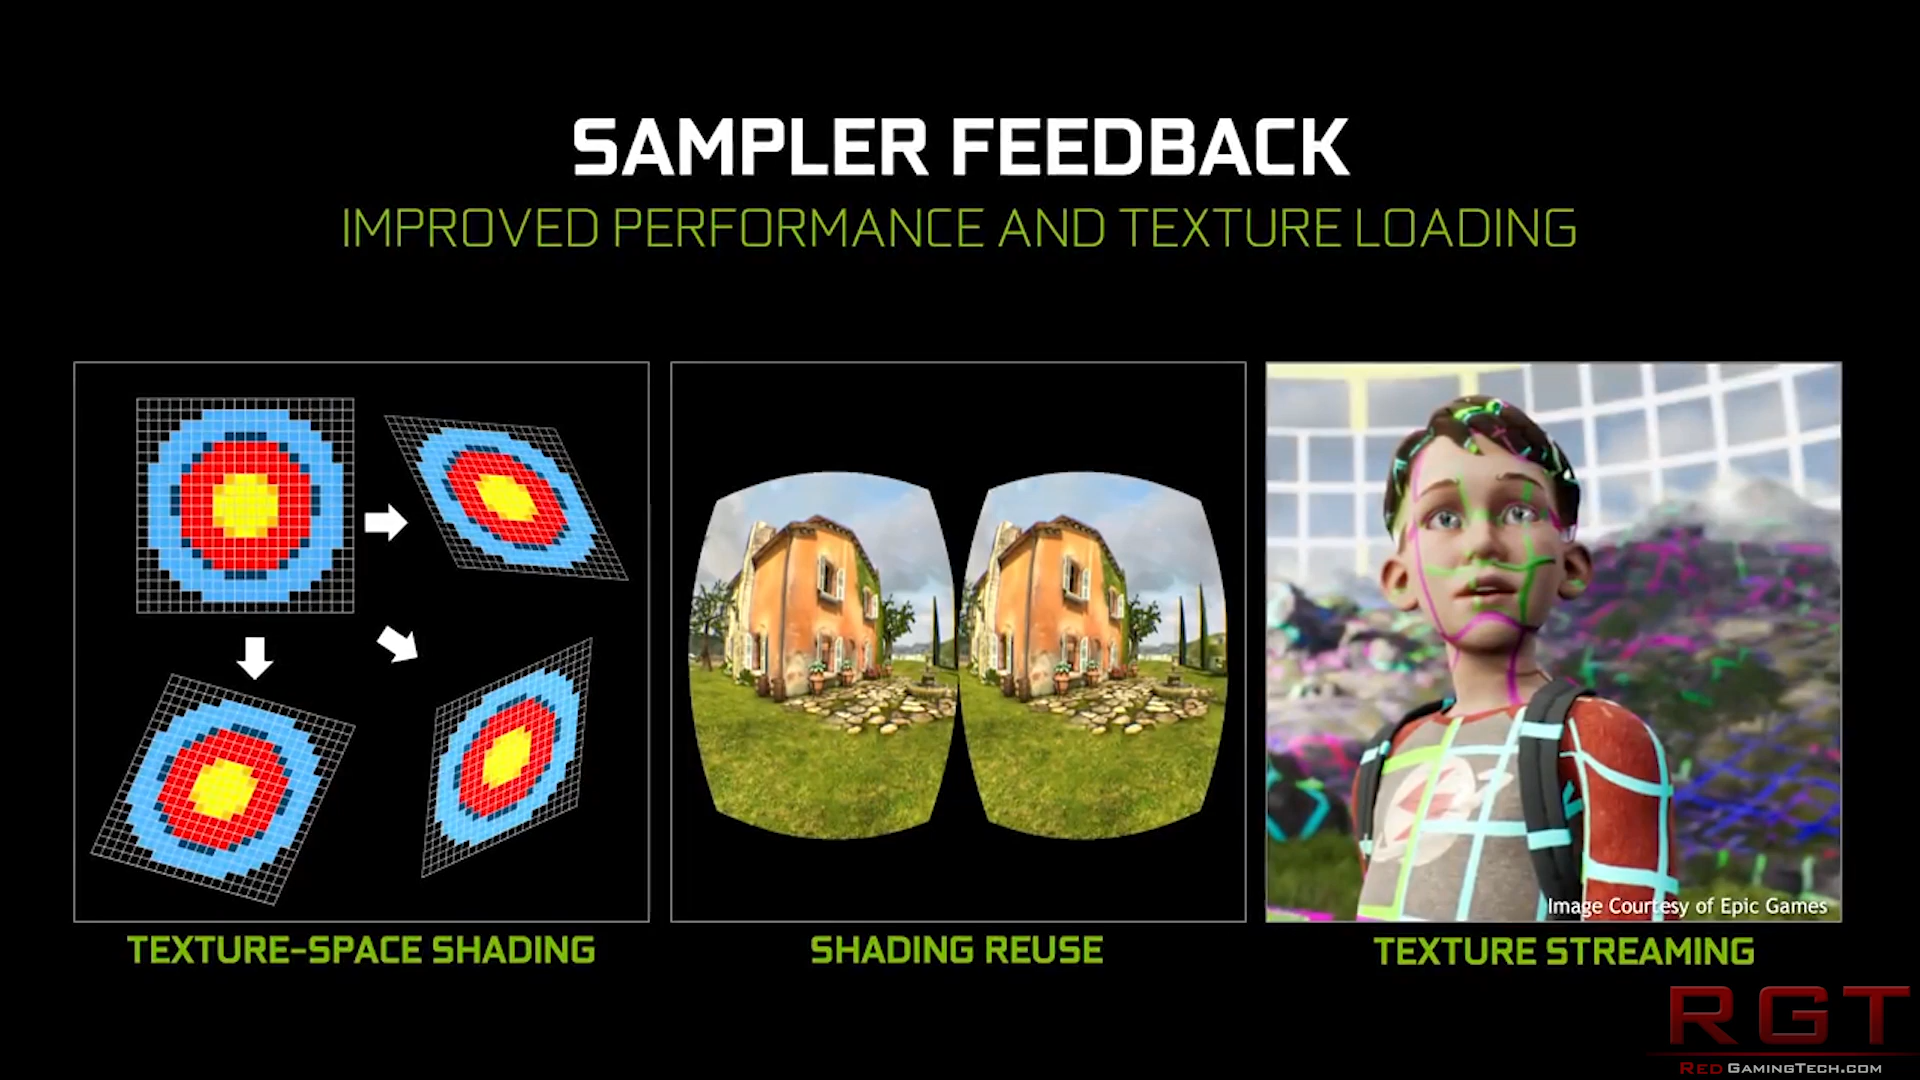 SAMPLER FEEDBACK
IMPROVED PERFORMANCE AND TEXTURE LOADING
Image Courtesy of Epic Games
TEXTURE-SPACE SHADING
SHADING REUSE
TEXTURE STREAMING
RGT
REDGAMINGTECH.COM